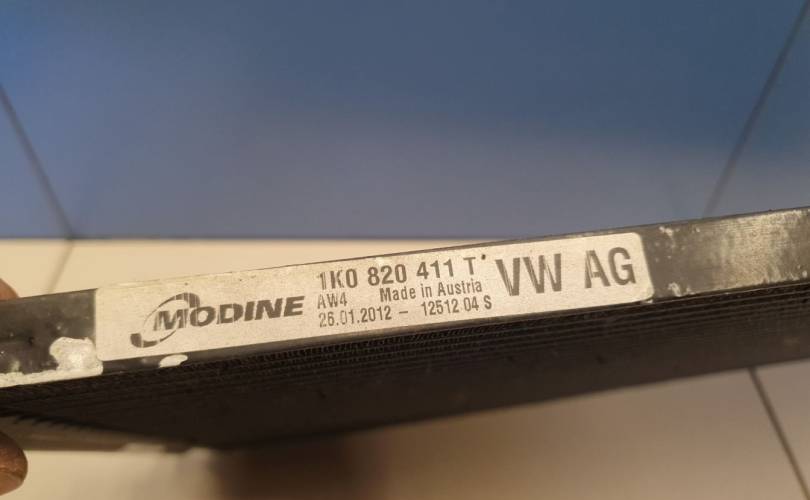 MODINE
1K0 820 411 T
AW4 Made in Austria
26.01.2012 - 12512 04 S
VW AG